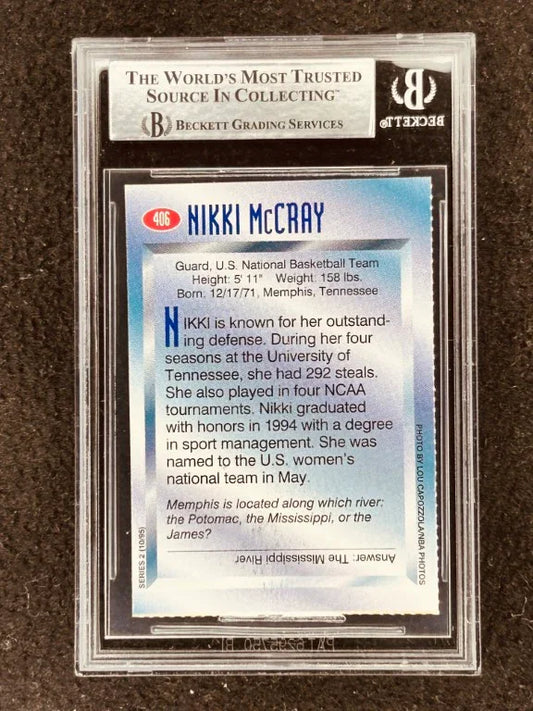 THE WORLD'S MOST TRUSTED
SOURCE IN COLLECTING™
B BECKETT GRADING SERVICES
B
BECKETT®
406 NIKKI McCRAY
Guard, U.S. National Basketball Team
Height: 5' 11" Weight: 158 lbs.
Born: 12/17/71, Memphis, Tennessee
NIKKI is known for her outstand-
ing defense. During her four
seasons at the University of
Tennessee, she had 292 steals.
She also played in four NCAA
tournaments. Nikki graduated
with honors in 1994 with a degree
in sport management. She was
named to the U.S. women's
national team in May.
Memphis is located along which river:
the Potomac, the Mississippi, or the
James?
Answer: The Mississippi River
SERIES 2 (10/95)
PHOTO BY LOU CAPOZZOLA/NBA PHOTOS